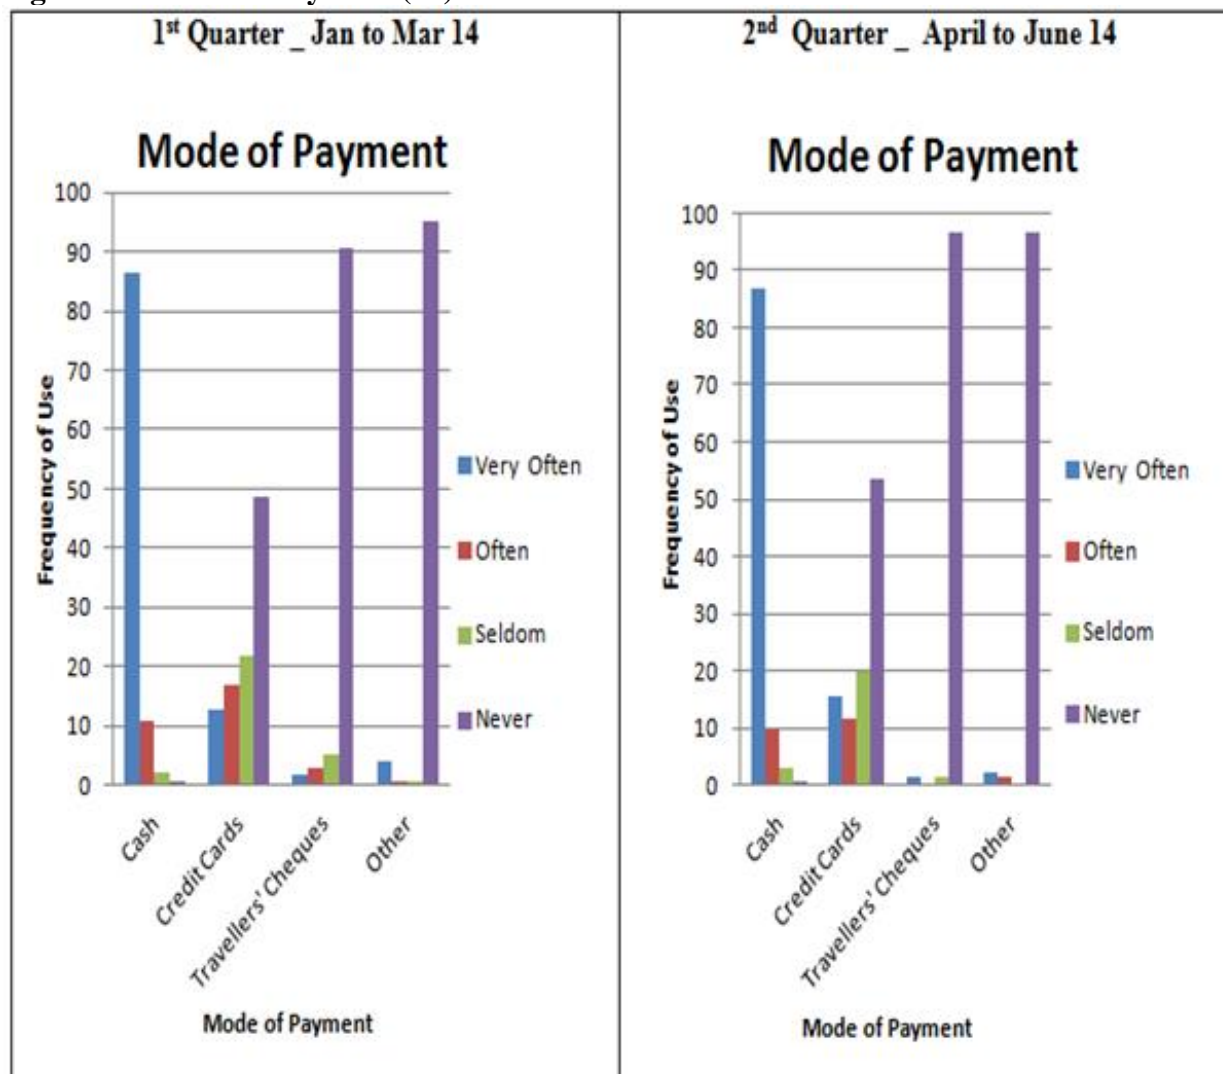 1st Quarter _ Jan to Mar 14
Mode of Payment
100
90
80
70
60
50
40
30
20
10
0
Frequency of Use
Cash
Credit Cards
Travellers' Cheques
Other
Mode of Payment
Very Often
Often
Seldom
Never
2nd Quarter _ April to June 14
Mode of Payment
100
90
80
70
60
50
40
30
20
10
0
Frequency of Use
Cash
Credit Cards
Travellers' Cheques
Other
Mode of Payment
Very Often
Often
Seldom
Never